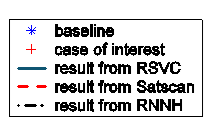 baseline
case of interest
result from RSVC
result from Satscan
result from RNNH